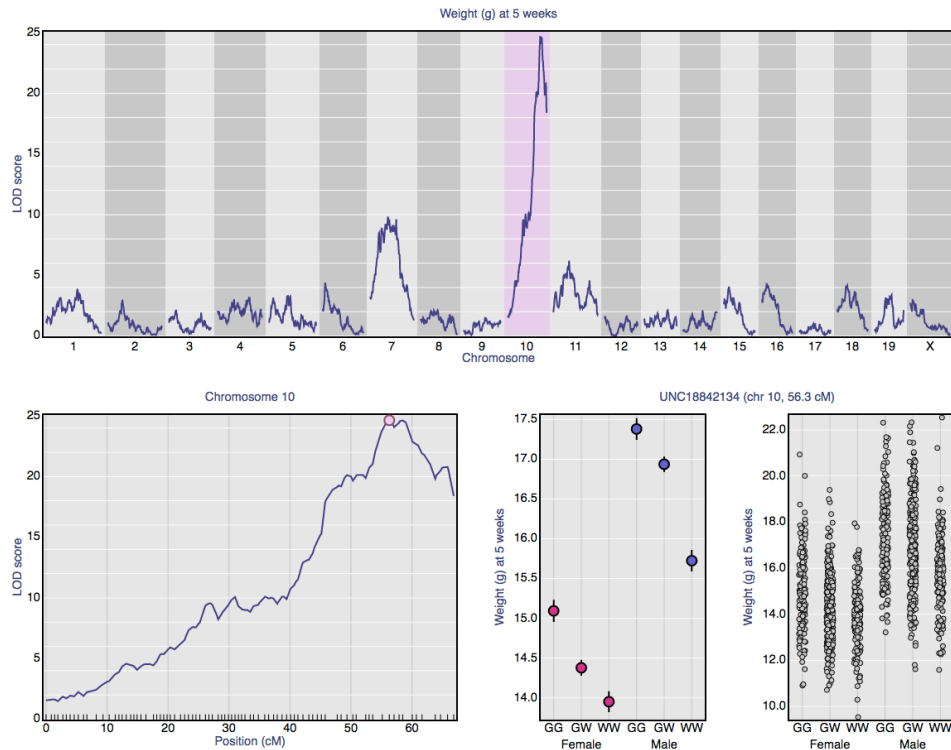 Weight (g) at 5 weeks
25
20
15
10
5
0
LOD score
1 2 3 4 5 6 7 8 9 10 11 12 13 14 15 16 17 18 19 X
Chromosome
Chromosome 10
25
20
15
10
5
0
LOD score
0 10 20 30 40 50 60
Position (cM)
UNC18842134 (chr 10, 56.3 cM)
17.5
17.0
16.5
16.0
15.5
15.0
14.5
14.0
Weight (g) at 5 weeks
GG GW WW GG GW WW
Female Male
22.0
20.0
18.0
16.0
14.0
12.0
10.0
Weight (g) at 5 weeks
GG GW WW GG GW WW
Female Male